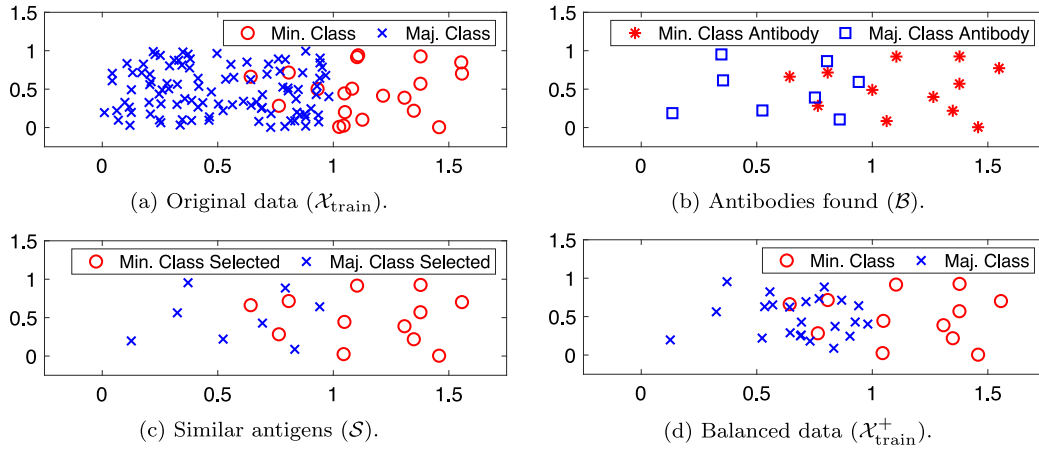 Min. Class Maj. Class
1.5
1
0.5
0
0 0.5 1 1.5
(a) Original data (𝒳train).
Min. Class Antibody Maj. Class Antibody
1.5
1
0.5
0
0 0.5 1 1.5
(b) Antibodies found (ℬ).
Min. Class Selected Maj. Class Selected
1.5
1
0.5
0
0 0.5 1 1.5
(c) Similar antigens (𝒮).
Min. Class Maj. Class
1.5
1
0.5
0
0 0.5 1 1.5
(d) Balanced data (𝒳⁺train).